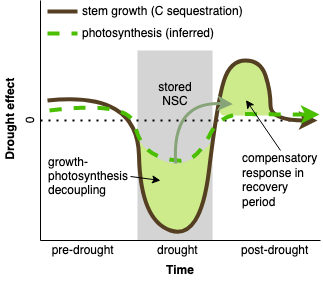 stem growth (C sequestration)
photosynthesis (inferred)
Drought effect
0
stored
NSC
growth-
photosynthesis
decoupling
compensatory
response in
recovery
period
pre-drought
drought
post-drought
Time